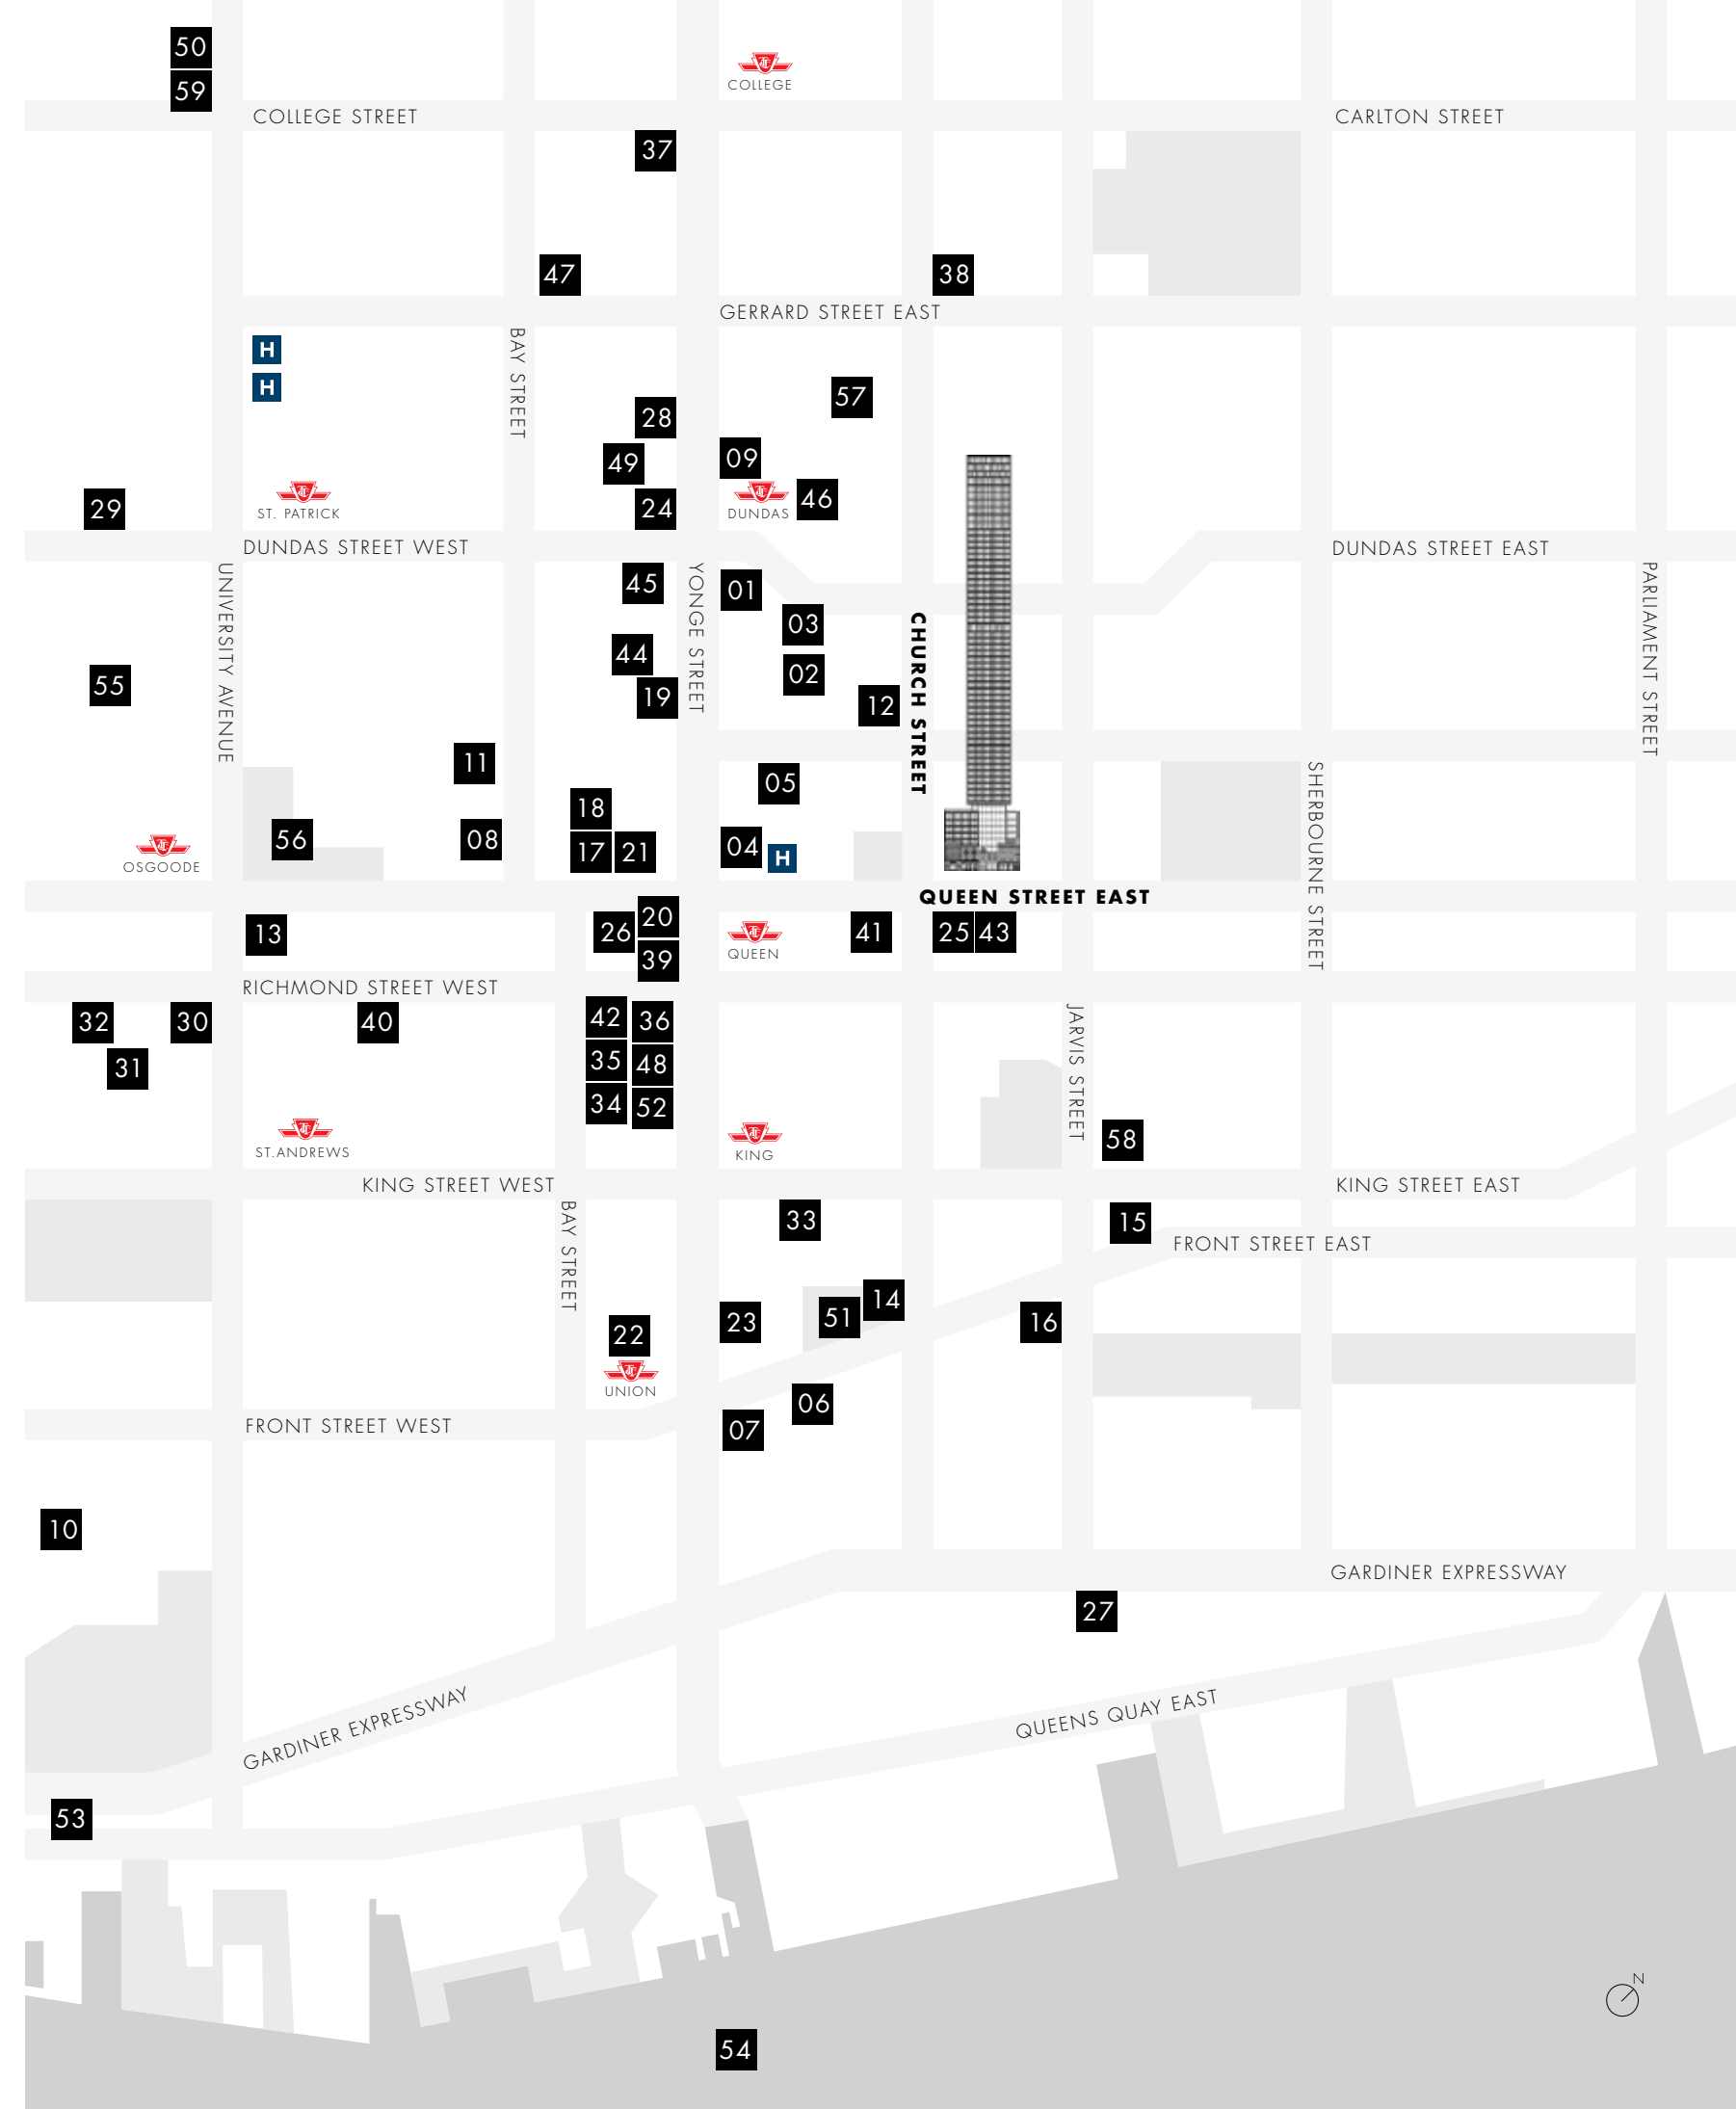 50
COLLEGE
59
COLLEGE STREET
CARLTON STREET
37
47
38
GERRARD STREET EAST
H
BAY STREET
H
57
28
09
49
29
ST. PATRICK
24
DUNDAS
46
DUNDAS STREET WEST
DUNDAS STREET EAST
UNIVERSITY AVENUE
45
YONGE STREET
01
PARLIAMENT STREET
03
CHURCH STREET
44
02
55
19
12
11
05
SHERBOURNE STREET
18
56
08
04
H
17
21
OSGOODE
QUEEN STREET EAST
20
13
26
QUEEN
41
25
43
39
RICHMOND STREET WEST
32
30
40
42
36
JARVIS STREET
31
35
48
34
52
ST.ANDREWS
KING
58
KING STREET WEST
KING STREET EAST
BAY STREET
33
15
FRONT STREET EAST
14
51
23
16
22
UNION
06
FRONT STREET WEST
07
10
GARDINER EXPRESSWAY
27
GARDINER EXPRESSWAY
QUEENS QUAY EAST
53
N
54